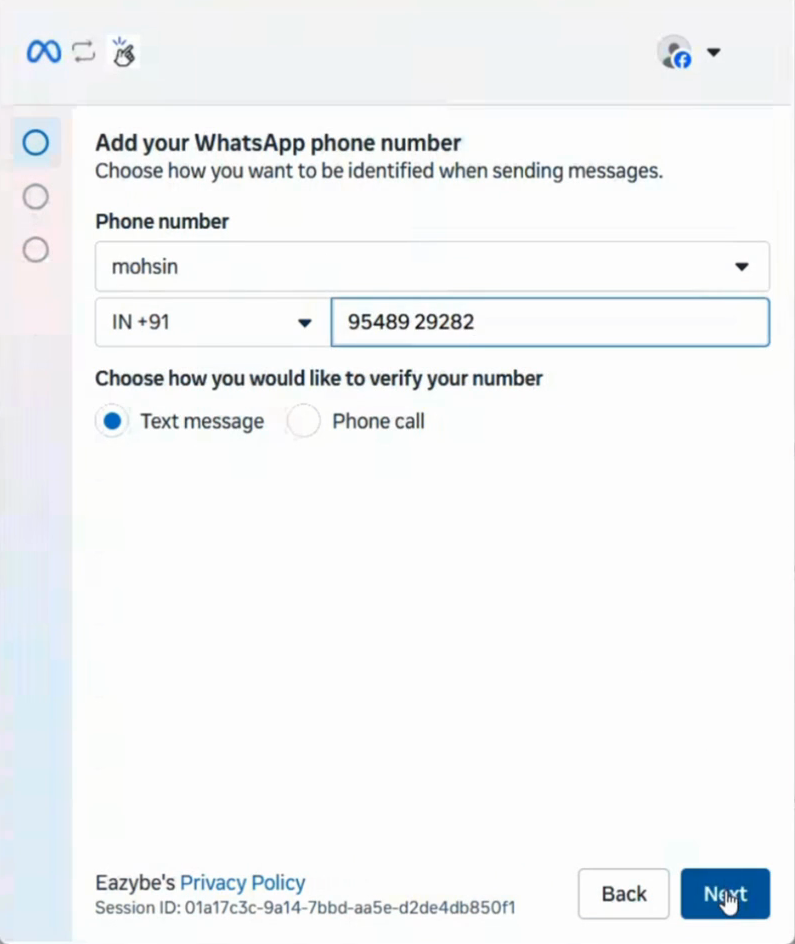 Add your WhatsApp phone number
Choose how you want to be identified when sending messages.
Phone number
mohsin
IN +91 95489 29282
Choose how you would like to verify your number
Text message Phone call
Eazybe's Privacy Policy
Session ID: 01a17c3c-9a14-7bbd-aa5e-d2de4db850f1
Back Next